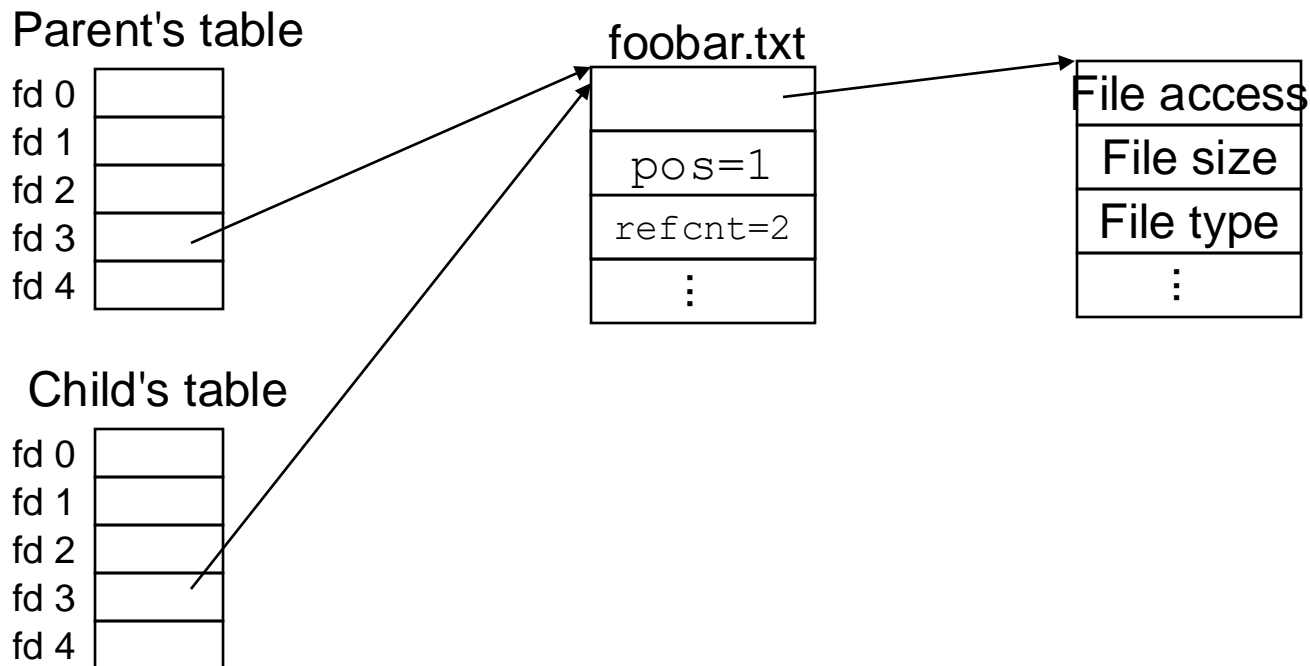 Parent's table
fd 0
fd 1
fd 2
fd 3
fd 4
foobar.txt
pos=1
refcnt=2
⋮
File access
File size
File type
⋮
Child's table
fd 0
fd 1
fd 2
fd 3
fd 4